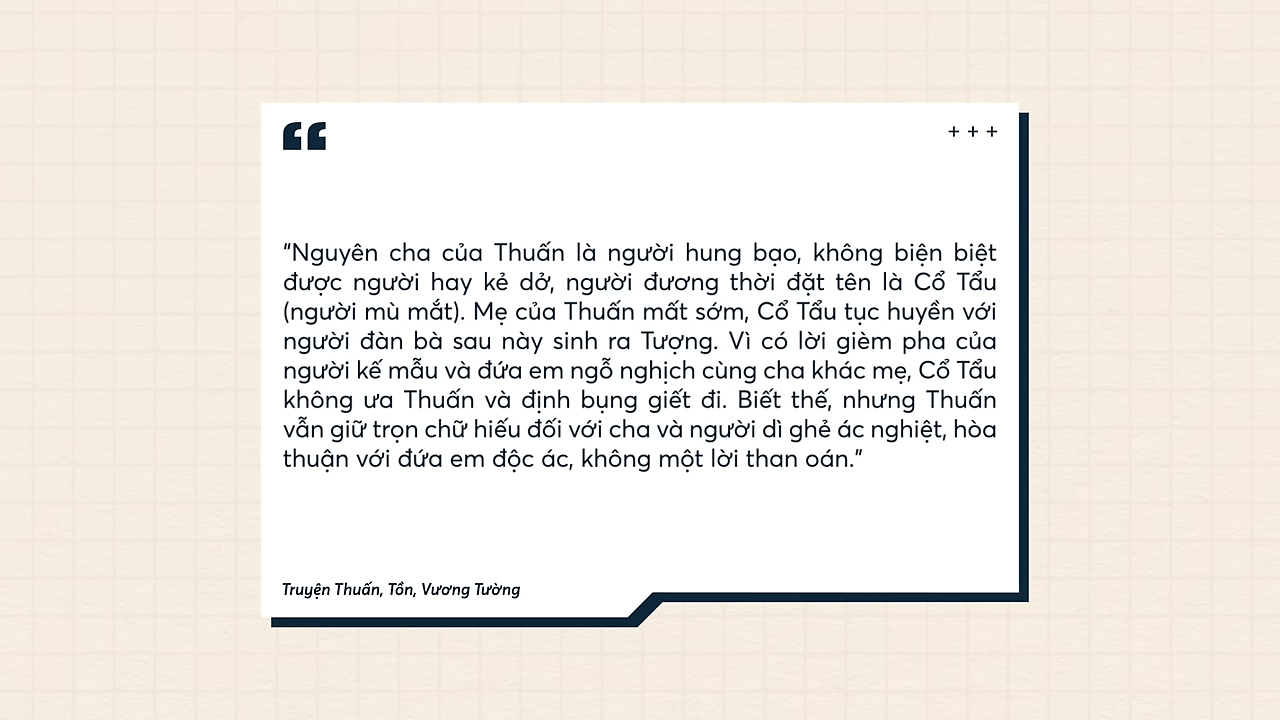 "Nguyên cha của Thuấn là người hung bạo, không biện biệt
được người hay kẻ dở, người đương thời đặt tên là Cổ Tẩu
(người mù mắt). Mẹ của Thuấn mất sớm, Cổ Tẩu tục huyền với
người đàn bà sau này sinh ra Tượng. Vì có lời gièm pha của
người kế mẫu và đứa em ngỗ nghịch cùng cha khác mẹ, Cổ Tẩu
không ưa Thuấn và định bụng giết đi. Biết thế, nhưng Thuấn
vẫn giữ trọn chữ hiếu đối với cha và người dì ghẻ ác nghiệt, hòa
thuận với đứa em độc ác, không một lời than oán."
Truyện Thuấn, Tồn, Vương Tường